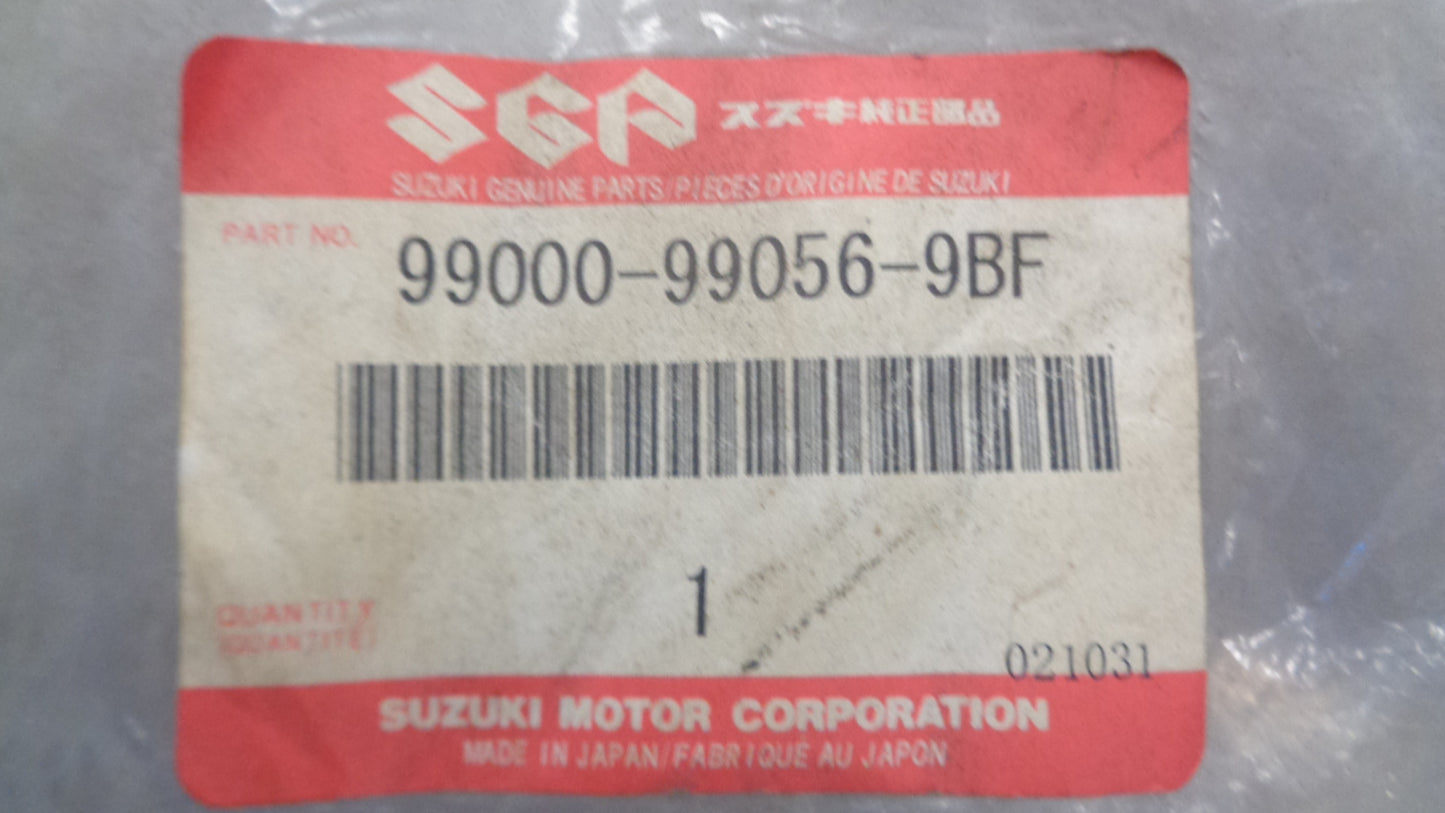 SGP スズキ純正部品
SUZUKI GENUINE PARTS/PIECES D'ORIGINE DE SUZUKI
PART NO. 99000-99056-9BF
QUANTITY 1
(QUANTITE)
021031
SUZUKI MOTOR CORPORATION
MADE IN JAPAN/FABRIQUE AU JAPON